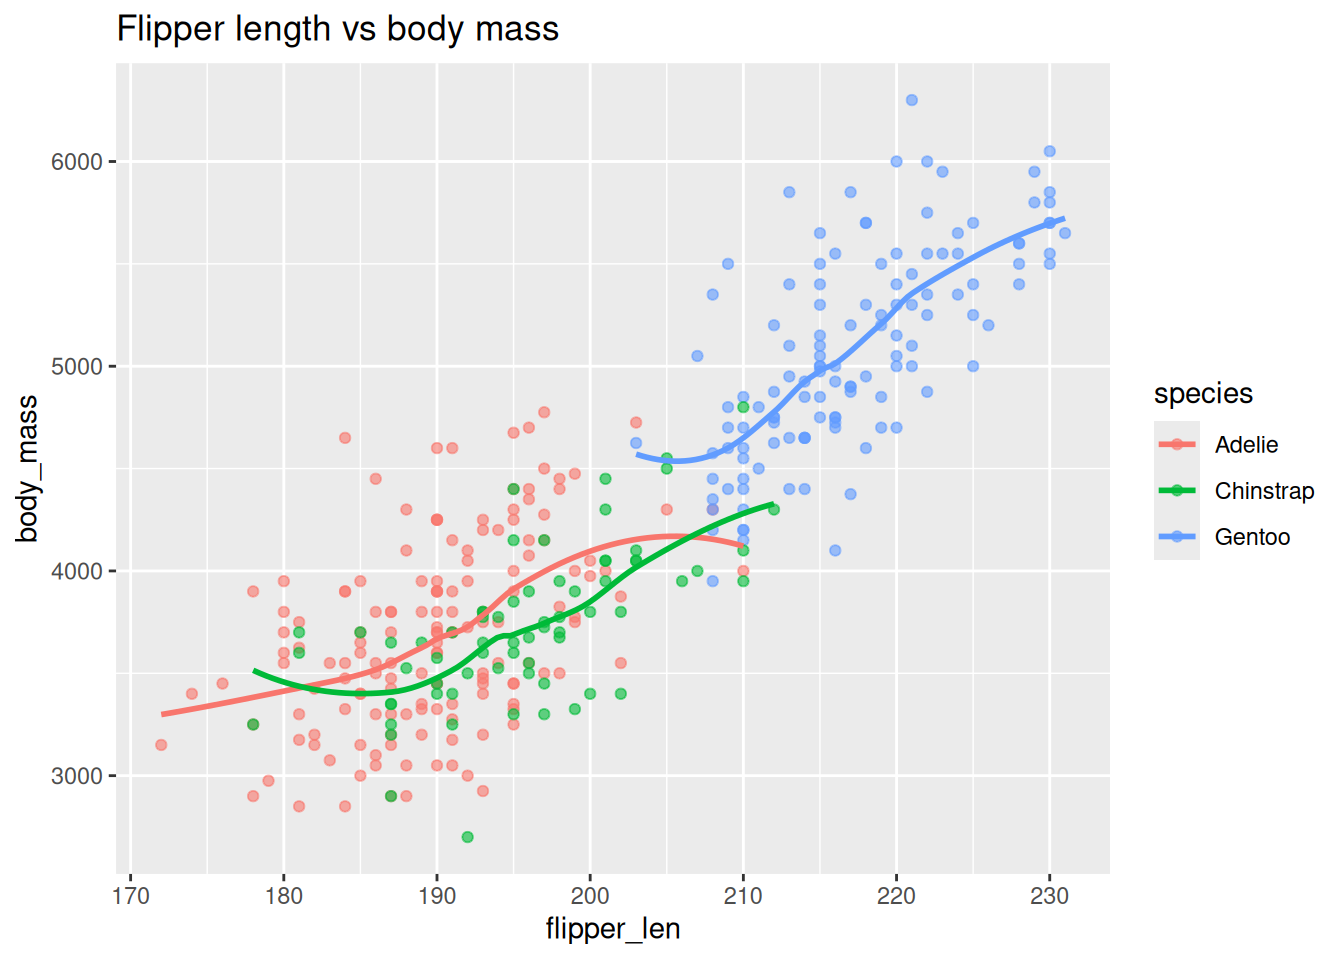 Flipper length vs body mass
6000
5000
4000
3000
body_mass
170 180 190 200 210 220 230
flipper_len
species
Adelie
Chinstrap
Gentoo